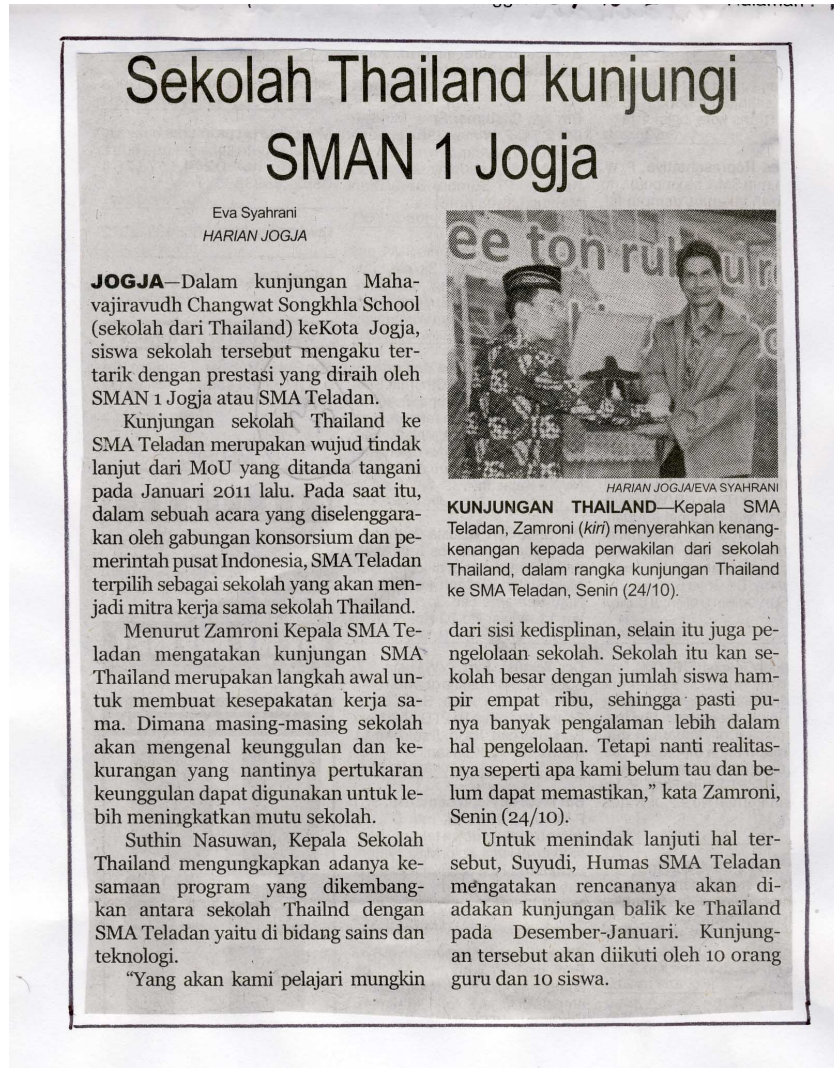 Sekolah Thailand kunjungi
SMAN 1 Jogja
Eva Syahrani
HARIAN JOGJA
JOGJA—Dalam kunjungan Maha-
vajiravudh Changwat Songkhla School
(sekolah dari Thailand) keKota Jogja,
siswa sekolah tersebut mengaku ter-
tarik dengan prestasi yang diraih oleh
SMAN 1 Jogja atau SMA Teladan.
Kunjungan sekolah Thailand ke
SMA Teladan merupakan wujud tindak
lanjut dari MoU yang ditanda tangani
pada Januari 2011 lalu. Pada saat itu,
dalam sebuah acara yang diselenggara-
kan oleh gabungan konsorsium dan pe-
merintah pusat Indonesia, SMA Teladan
terpilih sebagai sekolah yang akan men-
jadi mitra kerja sama sekolah Thailand.
Menurut Zamroni Kepala SMA Te-
ladan mengatakan kunjungan SMA
Thailand merupakan langkah awal un-
tuk membuat kesepakatan kerja sa-
ma. Dimana masing-masing sekolah
akan mengenal keunggulan dan ke-
kurangan yang nantinya pertukaran
keunggulan dapat digunakan untuk le-
bih meningkatkan mutu sekolah.
Suthin Nasuwan, Kepala Sekolah
Thailand mengungkapkan adanya ke-
samaan program yang dikembang-
kan antara sekolah Thailnd dengan
SMA Teladan yaitu di bidang sains dan
teknologi.
“Yang akan kami pelajari mungkin
ee ton
HARIAN JOGJA/EVA SYAHRANI
KUNJUNGAN THAILAND—Kepala SMA
Teladan, Zamroni (kiri) menyerahkan kenang-
kenangan kepada perwakilan dari sekolah
Thailand, dalam rangka kunjungan Thailand
ke SMA Teladan, Senin (24/10).
dari sisi kedisplinan, selain itu juga pe-
ngelolaan sekolah. Sekolah itu kan se-
kolah besar dengan jumlah siswa ham-
pir empat ribu, sehingga pasti pu-
nya banyak pengalaman lebih dalam
hal pengelolaan. Tetapi nanti realitas-
nya seperti apa kami belum tau dan be-
lum dapat memastikan,” kata Zamroni,
Senin (24/10).
Untuk menindak lanjuti hal ter-
sebut, Suyudi, Humas SMA Teladan
mengatakan rencananya akan di-
adakan kunjungan balik ke Thailand
pada Desember-Januari. Kunjung-
an tersebut akan diikuti oleh 10 orang
guru dan 10 siswa.